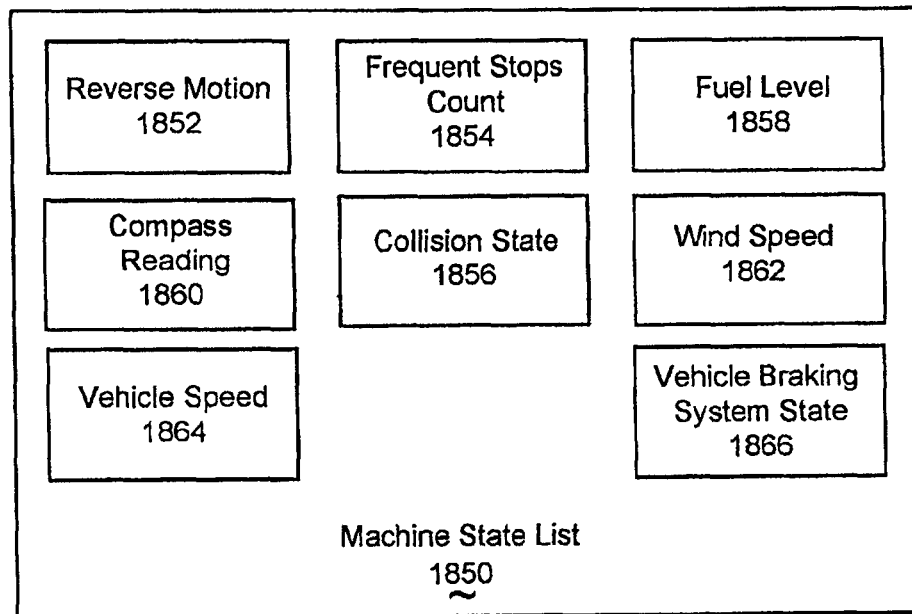 Reverse Motion
1852
Frequent Stops
Count
1854
Fuel Level
1858
Compass
Reading
1860
Collision State
1856
Wind Speed
1862
Vehicle Speed
1864
Vehicle Braking
System State
1866
Machine State List
1850